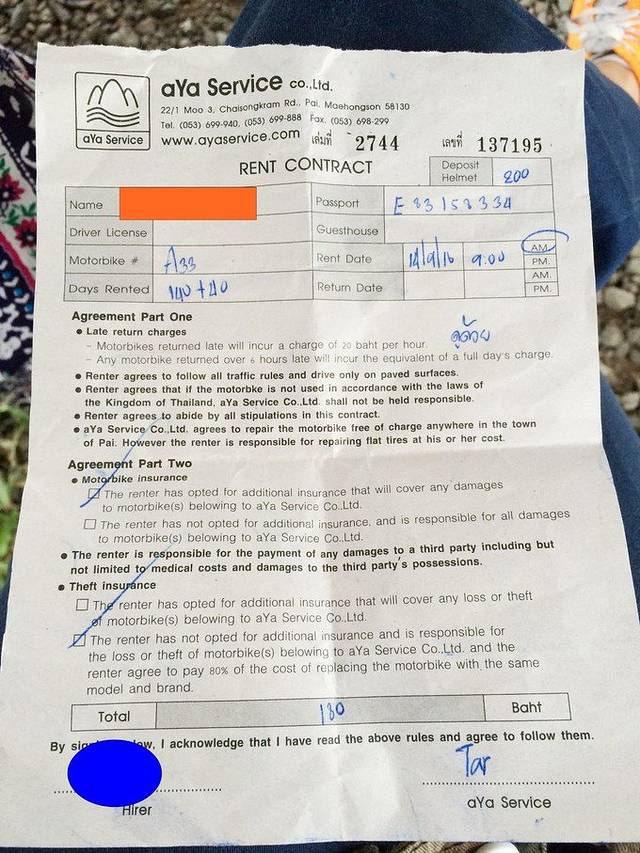 aYa Service co.,Ltd.
22/1 Moo 3, Chaisongkram Rd., Pai, Maehongson 58130
Tel. (053) 699-940, (053) 699-888 Fax. (053) 698-299
aYa Service
www.ayaservice.com เล่มที่ 2744 เลขที่ 137195
RENT CONTRACT
Deposit Helmet 200
Name Passport E 83158334
Driver License Guesthouse
Motorbike # A33 Rent Date 14/9/16 9:00 AM. PM.
Days Rented 140+40 Return Date AM. PM.
Agreement Part One
• Late return charges
- Motorbikes returned late will incur a charge of 20 baht per hour.
- Any motorbike returned over 6 hours late will incur the equivalent of a full day's charge.
• Renter agrees to follow all traffic rules and drive only on paved surfaces.
• Renter agrees that if the motorbke is not used in accordance with the laws of
the Kingdom of Thailand, aYa Service Co.,Ltd. shall not be held responsible.
• Renter agrees to abide by all stipulations in this contract.
• aYa Service Co.,Ltd. agrees to repair the motorbike free of charge anywhere in the town
of Pai. However the renter is responsible for repairing flat tires at his or her cost.
Agreement Part Two
• Motorbike insurance
The renter has opted for additional insurance that will cover any damages
to motorbike(s) belowing to aYa Service Co.,Ltd.
The renter has not opted for additional insurance, and is responsible for all damages
to motorbike(s) belowing to aYa Service Co.,Ltd.
• The renter is responsible for the payment of any damages to a third party including but
not limited to medical costs and damages to the third party's possessions.
• Theft insurance
The renter has opted for additional insurance that will cover any loss or theft
of motorbike(s) belowing to aYa Service Co.,Ltd.
The renter has not opted for additional insurance and is responsible for
the loss or theft of motorbike(s) belowing to aYa Service Co.,Ltd. and the
renter agree to pay 80% of the cost of replacing the motorbike with the same
model and brand.
Total 180 Baht
By, I acknowledge that I have read the above rules and agree to follow them.
Tar
Hirer aYa Service